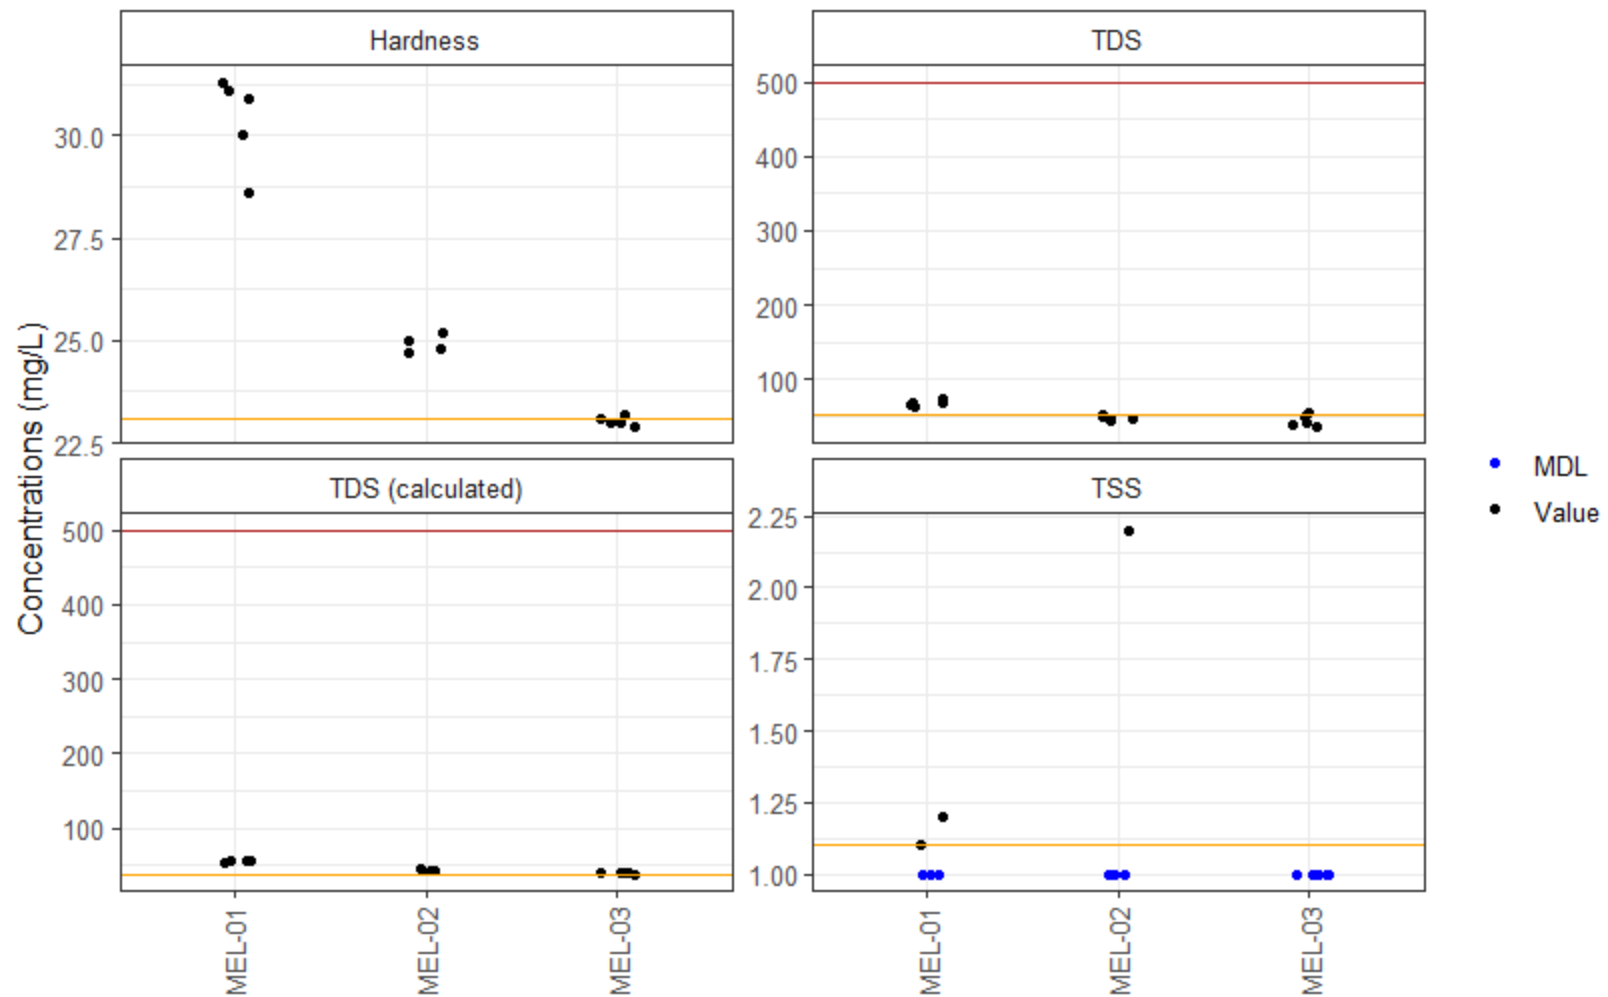 Hardness
TDS
30.0
27.5
25.0
22.5
500
400
300
200
100
TDS (calculated)
TSS
500
400
300
200
100
2.25
2.00
1.75
1.50
1.25
1.00
Concentrations (mg/L)
MEL-01
MEL-02
MEL-03
MEL-01
MEL-02
MEL-03
MDL
Value